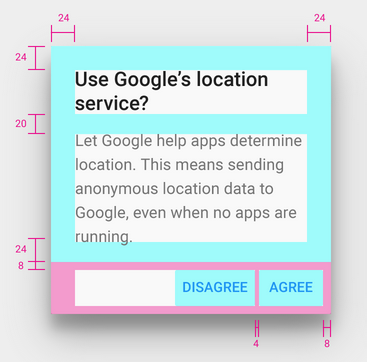 24
24
24
Use Google’s location
service?
20
Let Google help apps determine
location. This means sending
anonymous location data to
Google, even when no apps are
running.
24
8
DISAGREE
AGREE
4
8